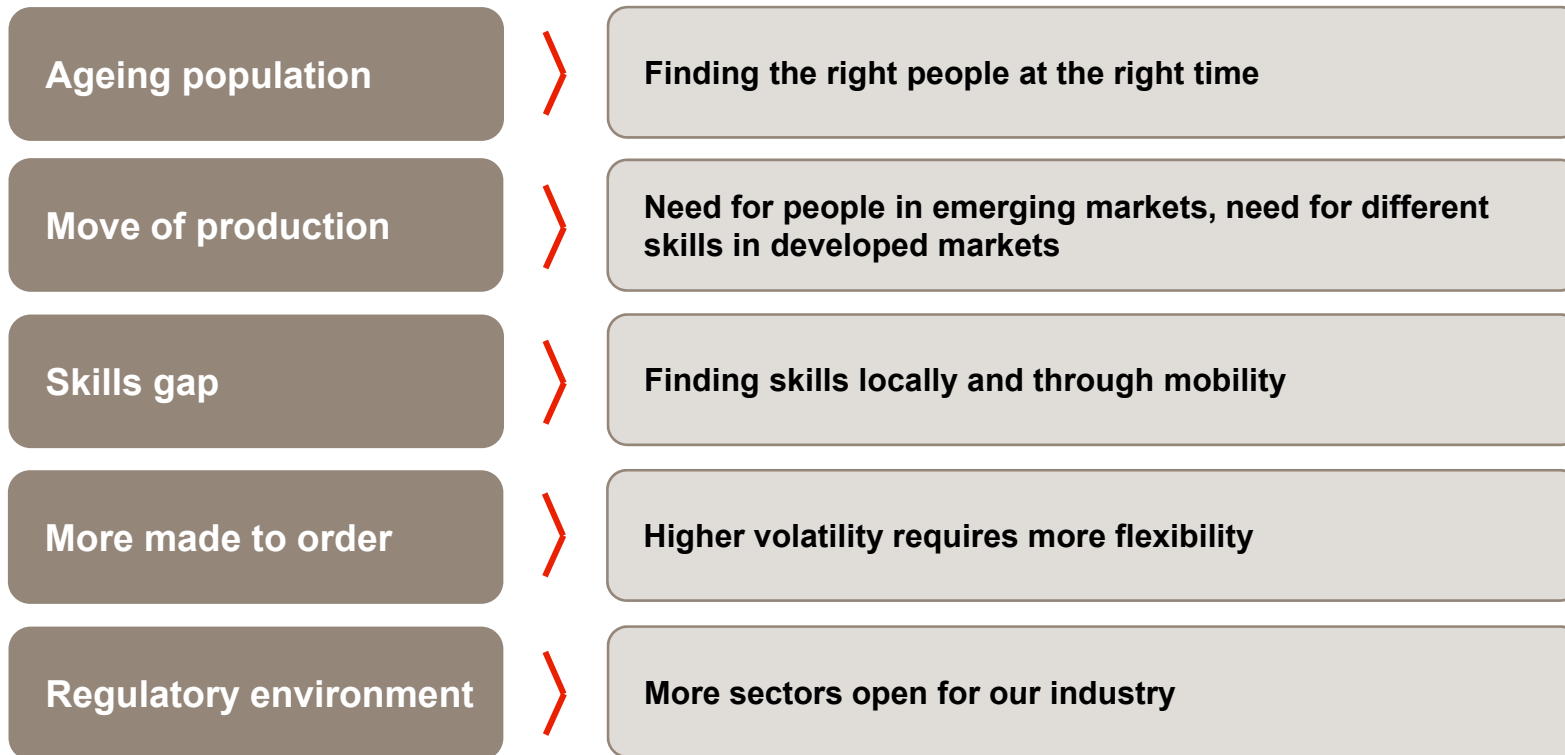 Ageing population
Finding the right people at the right time
Move of production
Need for people in emerging markets, need for different
skills in developed markets
Skills gap
Finding skills locally and through mobility
More made to order
Higher volatility requires more flexibility
Regulatory environment
More sectors open for our industry